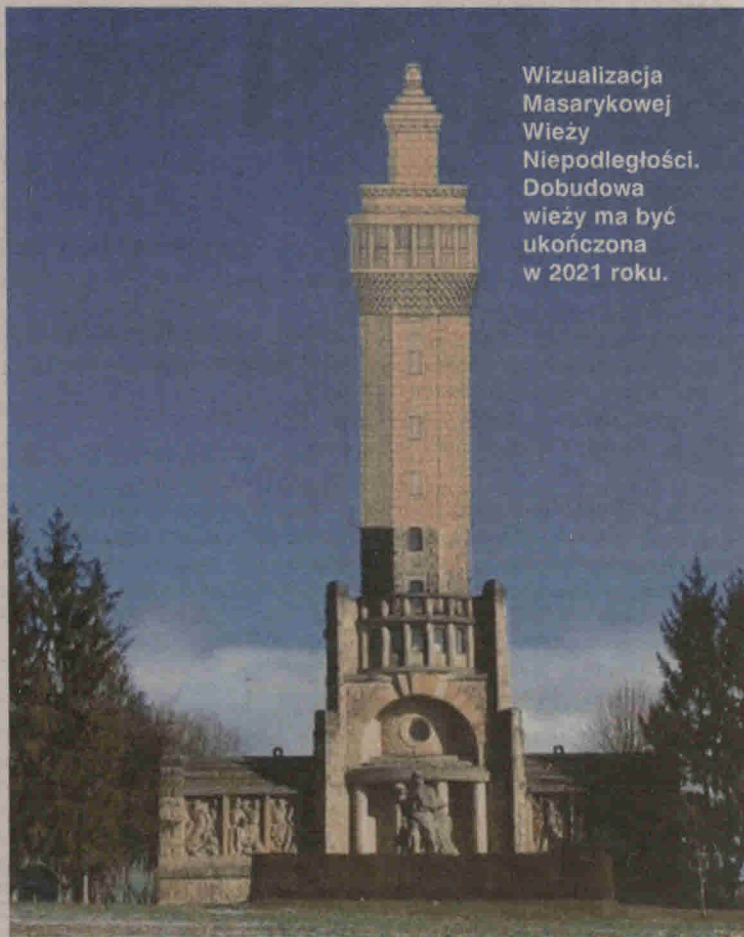 Wizualizacja
Masarykowej
Wieży
Niepodległości.
Dobudowa
wieży ma być
ukończona
w 2021 roku.